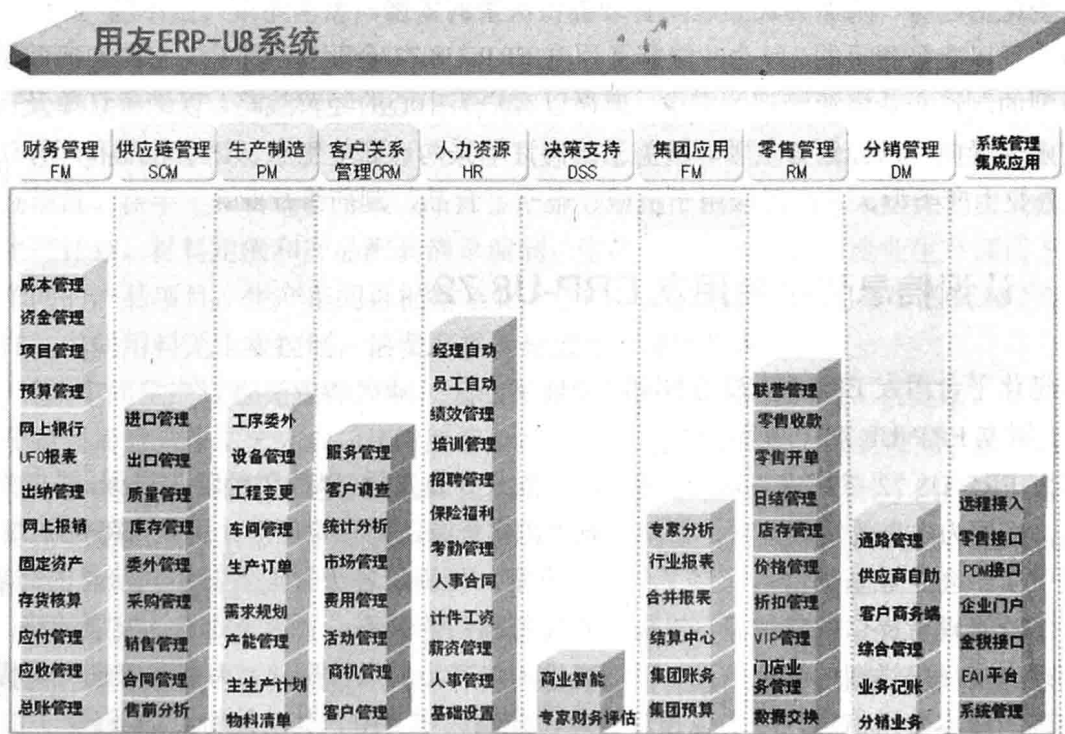 用友ERP-U8系统
财务管理
FM
供应链管理
SCM
生产制造
PM
客户关系
管理CRM
人力资源
HR
决策支持
DSS
集团应用
FM
零售管理
RM
分销管理
DM
系统管理
集成应用
成本管理
资金管理
项目管理
预算管理
网上银行
UFO报表
出纳管理
网上报销
固定资产
存货核算
应付管理
应收管理
总账管理
进口管理
出口管理
质量管理
库存管理
委外管理
采购管理
销售管理
合同管理
售前分析
工序委外
设备管理
工程变更
车间管理
生产订单
需求规划
产能管理
主生产计划
物料清单
服务管理
客户调查
统计分析
市场管理
费用管理
活动管理
商机管理
客户管理
经理自动
员工自动
绩效管理
培训管理
招聘管理
保险福利
考勤管理
人事合同
计件工资
薪资管理
人事管理
基础设置
商业智能
专家财务评估
专家分析
行业报表
合并报表
结算中心
集团账务
集团预算
联营管理
零售收款
零售开单
日结管理
店存管理
价格管理
折扣管理
VIP管理
门店业
务管理
数据交换
通路管理
供应商自助
客户商务端
综合管理
业务记账
分销业务
远程接入
零售接口
PDM接口
企业门户
金税接口
EAI平台
系统管理